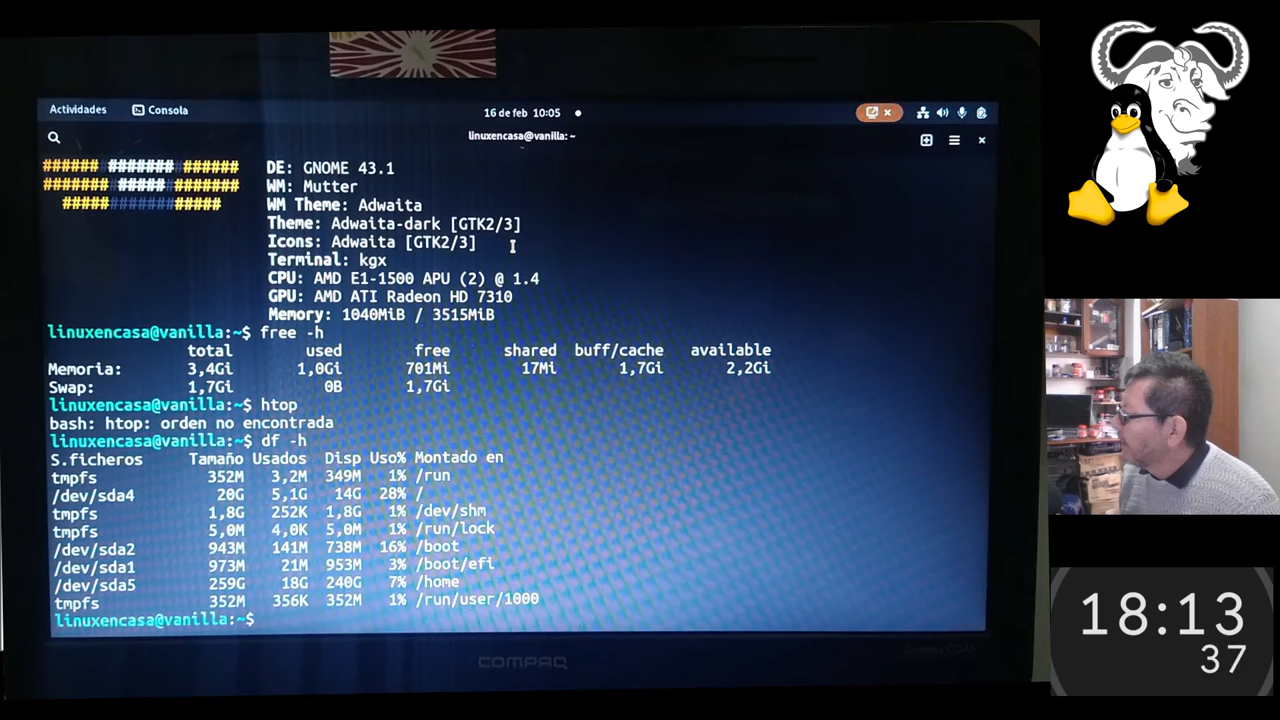 Actividades Consola 16 de feb 10:05
linuxencasa@vanilla:~
###### ####### ######
####### ##### #######
#####=######=#####
DE: GNOME 43.1
WM: Mutter
WM Theme: Adwaita
Theme: Adwaita-dark [GTK2/3]
Icons: Adwaita [GTK2/3]
Terminal: kgx
CPU: AMD E1-1500 APU (2) @ 1.4
GPU: AMD ATI Radeon HD 7310
Memory: 1040MiB / 3515MiB
linuxencasa@vanilla:~$ free -h
total used free shared buff/cache available
Memoria: 3,4Gi 1,0Gi 701Mi 17Mi 1,7Gi 2,2Gi
Swap: 1,7Gi 0B 1,7Gi
linuxencasa@vanilla:~$ htop
bash: htop: orden no encontrada
linuxencasa@vanilla:~$ df -h
S.ficheros Tamaño Usados Disp Uso% Montado en
tmpfs 352M 3,2M 349M 1% /run
/dev/sda4 20G 5,1G 14G 28% /
tmpfs 1,8G 252K 1,8G 1% /dev/shm
tmpfs 5,0M 4,0K 5,0M 1% /run/lock
/dev/sda2 943M 141M 738M 16% /boot
/dev/sda1 973M 21M 953M 3% /boot/efi
/dev/sda5 259G 18G 240G 7% /home
tmpfs 352M 356K 352M 1% /run/user/1000
linuxencasa@vanilla:~$
COMPAQ
18:13
37